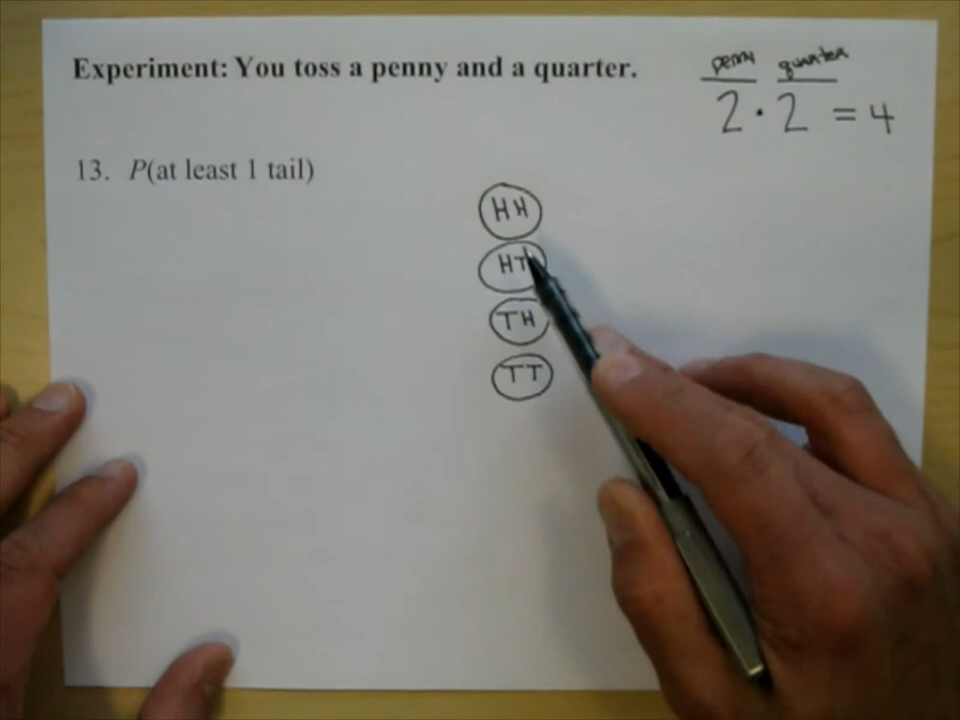 Experiment: You toss a penny and a quarter.
penny quarter
2 · 2 = 4
13. P(at least 1 tail)
HH
HT
TH
TT